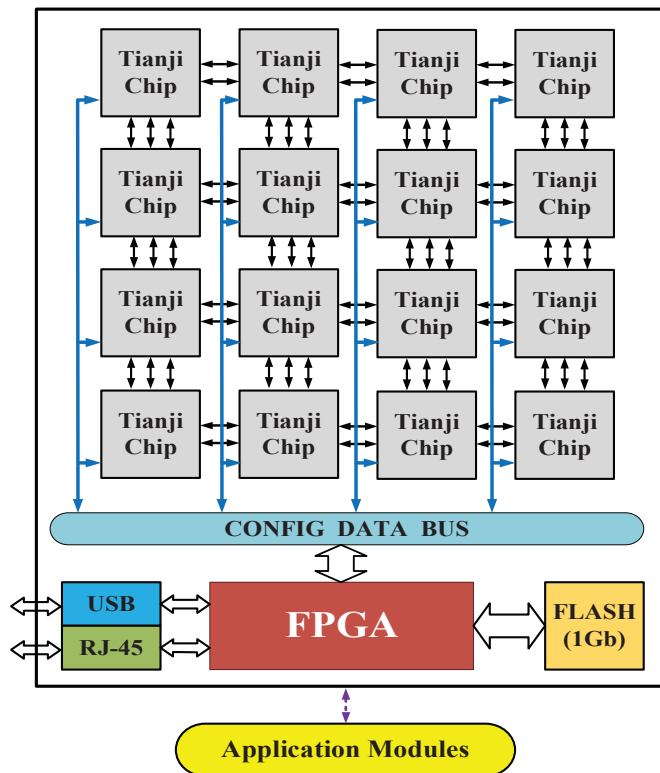 Tianji Tianji Tianji Tianji
Chip Chip Chip Chip
Tianji Tianji Tianji Tianji
Chip Chip Chip Chip
Tianji Tianji Tianji Tianji
Chip Chip Chip Chip
Tianji Tianji Tianji Tianji
Chip Chip Chip Chip
CONFIG DATA BUS
USB
RJ-45
FPGA
FLASH
(1Gb)
Application Modules